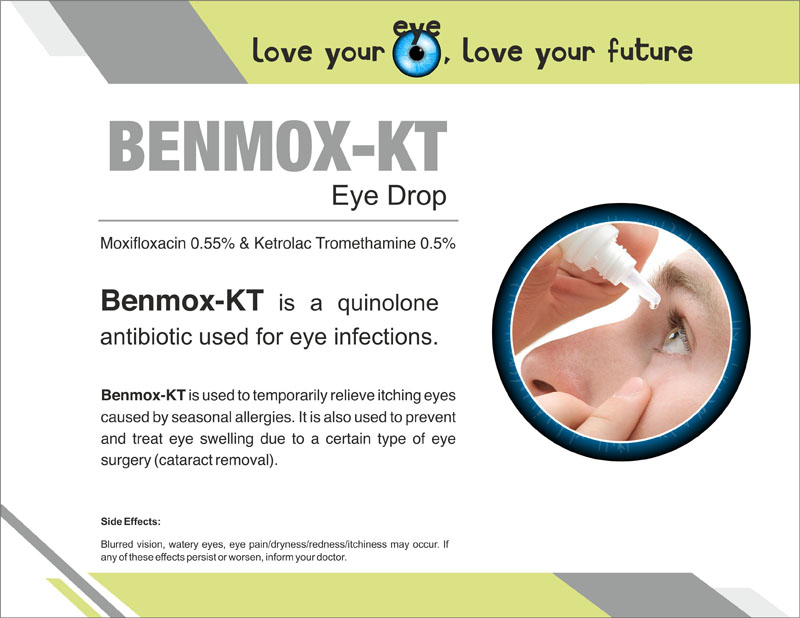 love your eye, love your future
BENMOX-KT
Eye Drop
Moxifloxacin 0.55% & Ketrolac Tromethamine 0.5%
Benmox-KT is a quinolone
antibiotic used for eye infections.
Benmox-KT is used to temporarily relieve itching eyes
caused by seasonal allergies. It is also used to prevent
and treat eye swelling due to a certain type of eye
surgery (cataract removal).
Side Effects:
Blurred vision, watery eyes, eye pain/dryness/redness/itchiness may occur. If
any of these effects persist or worsen, inform your doctor.